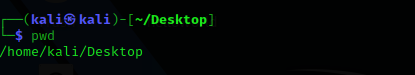 ┌──(kali㉿kali)-[~/Desktop]
└─$ pwd
/home/kali/Desktop